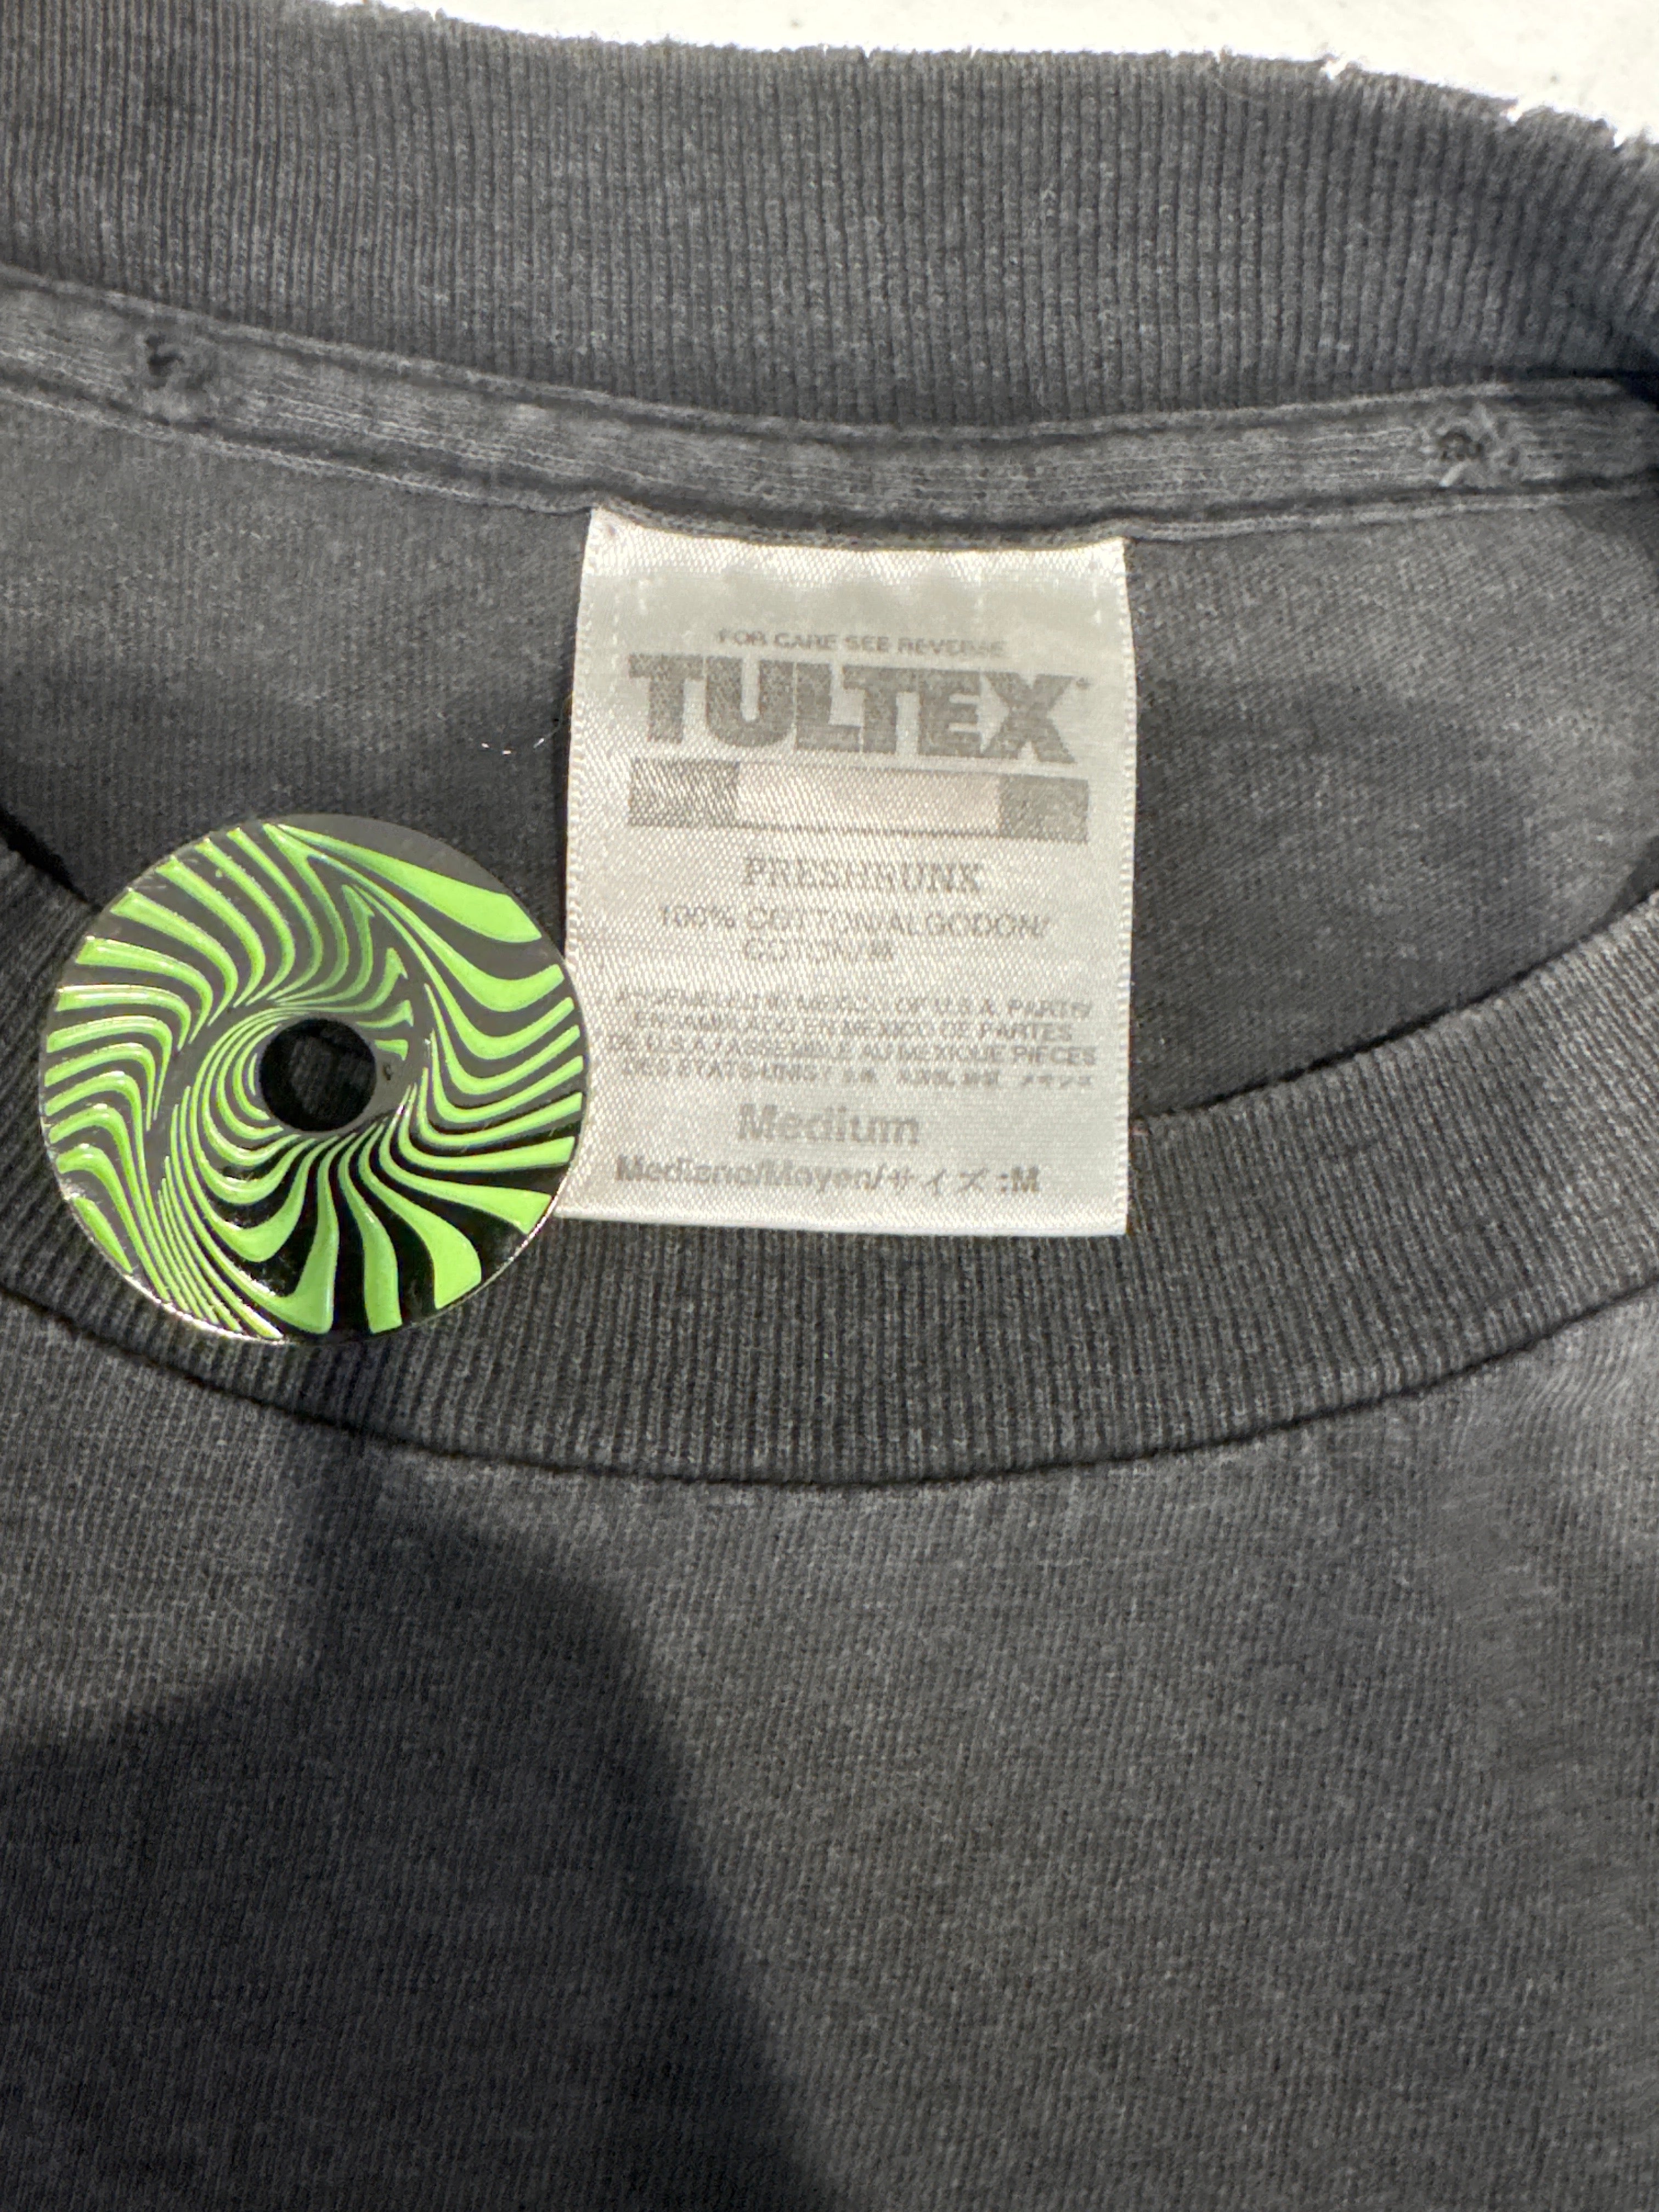 FOR CARE SEE REVERSE
TULTEX®
PRESHRUNK
100% COTTON/ALGODON/
COTON/綿
ASSEMBLED IN MEXICO OF U.S.A. PARTS/
ENSAMBLADO EN MEXICO DE PARTES
DE U.S.A./ASSEMBLE AU MEXIQUE PIECES
DES ETATS-UNIS/
Medium
Mediano/Moyen/サイズ:M